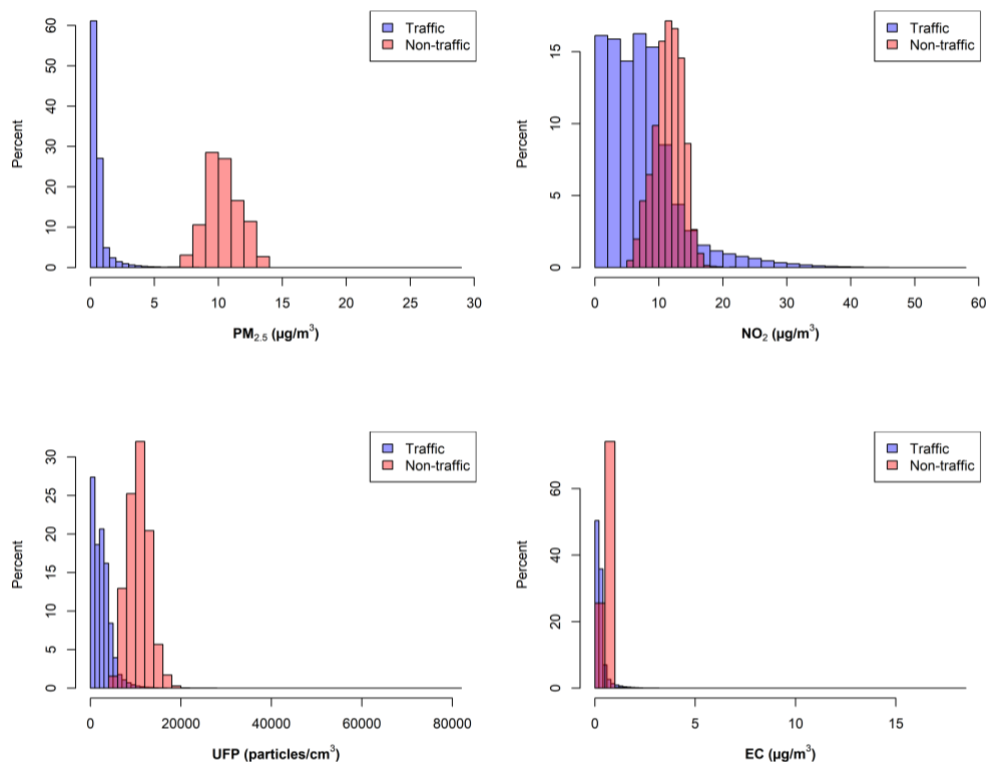 Percent
60
50
40
30
20
10
0
0 5 10 15 20 25 30
PM2.5 (µg/m³)
Traffic
Non-traffic
Percent
15
10
5
0
0 10 20 30 40 50 60
NO₂ (µg/m³)
Traffic
Non-traffic
Percent
30
25
20
15
10
5
0
0 20000 40000 60000 80000
UFP (particles/cm³)
Traffic
Non-traffic
Percent
60
40
20
0
0 5 10 15
EC (µg/m³)
Traffic
Non-traffic